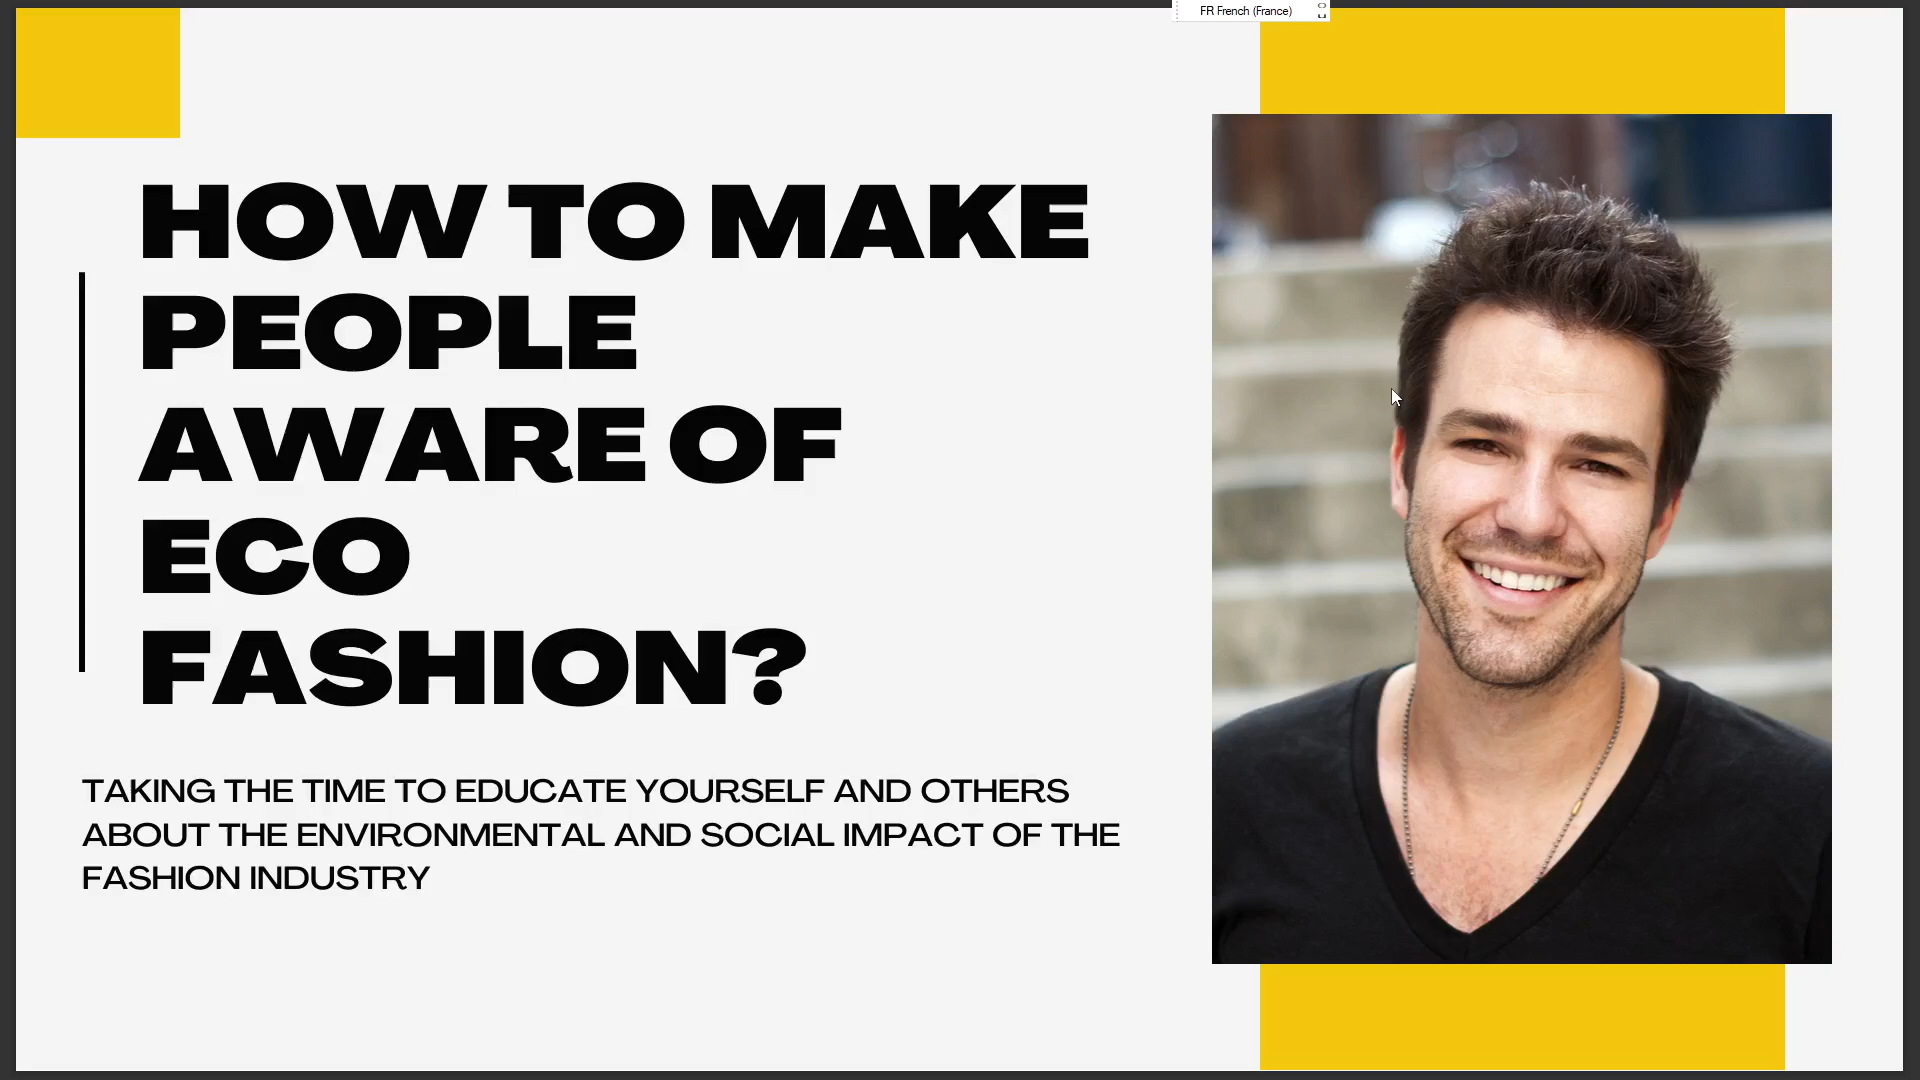 FR French (France)
HOW TO MAKE
PEOPLE
AWARE OF
ECO
FASHION?
TAKING THE TIME TO EDUCATE YOURSELF AND OTHERS
ABOUT THE ENVIRONMENTAL AND SOCIAL IMPACT OF THE
FASHION INDUSTRY